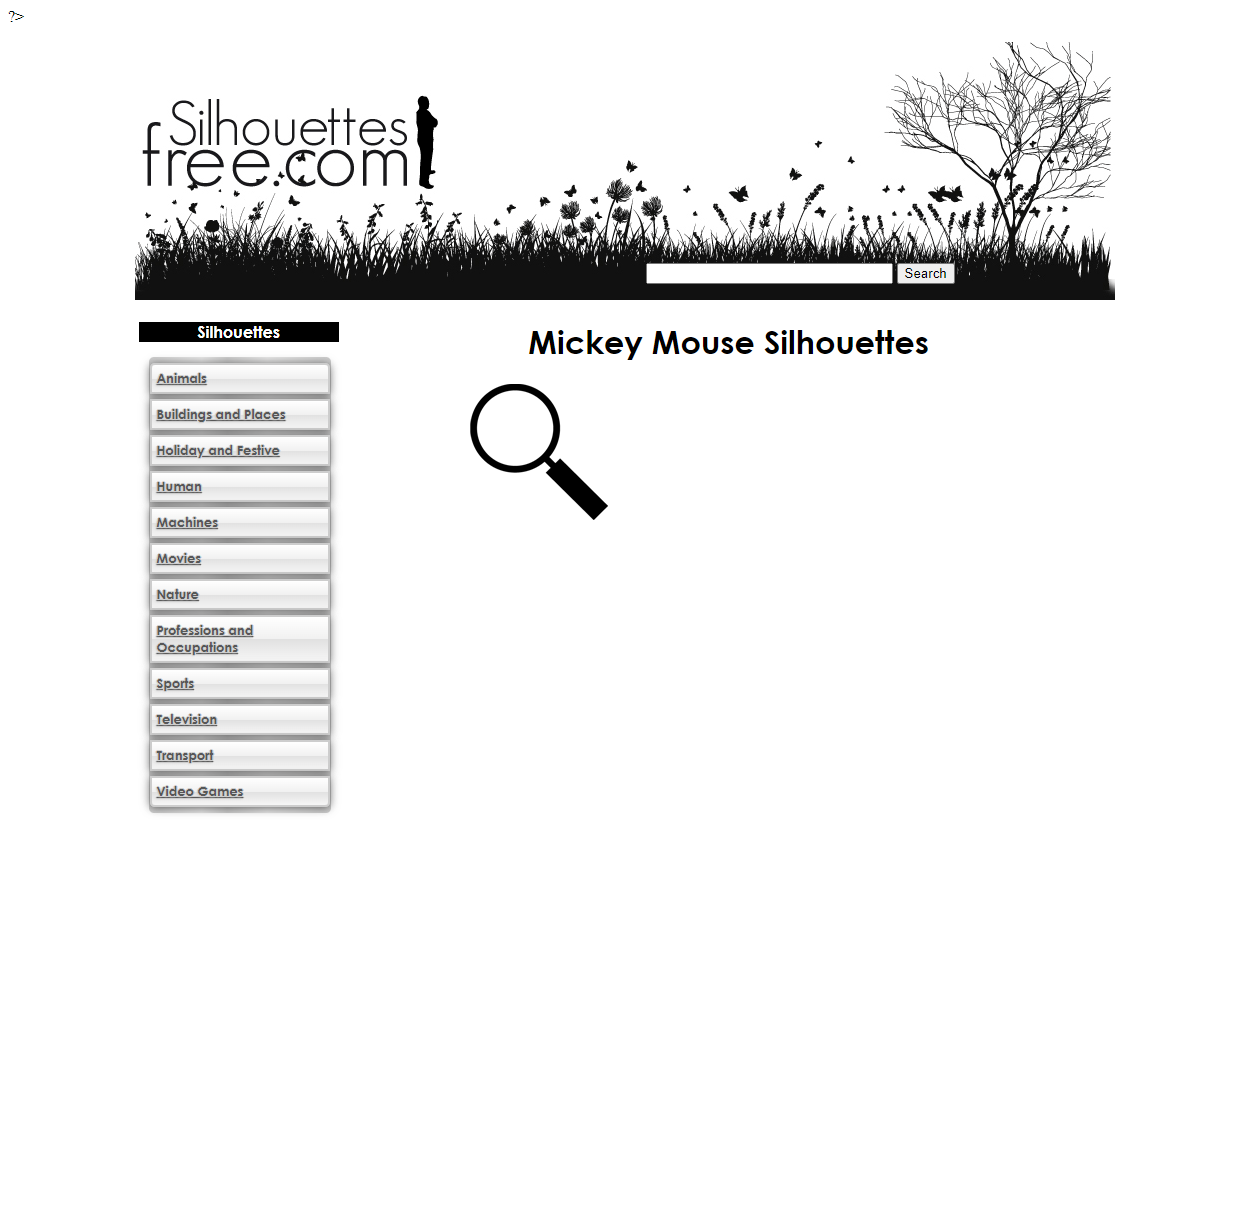 ?>
Silhouettes
free.com
Search
Silhouettes
Mickey Mouse Silhouettes
Animals
Buildings and Places
Holiday and Festive
Human
Machines
Movies
Nature
Professions and
Occupations
Sports
Television
Transport
Video Games